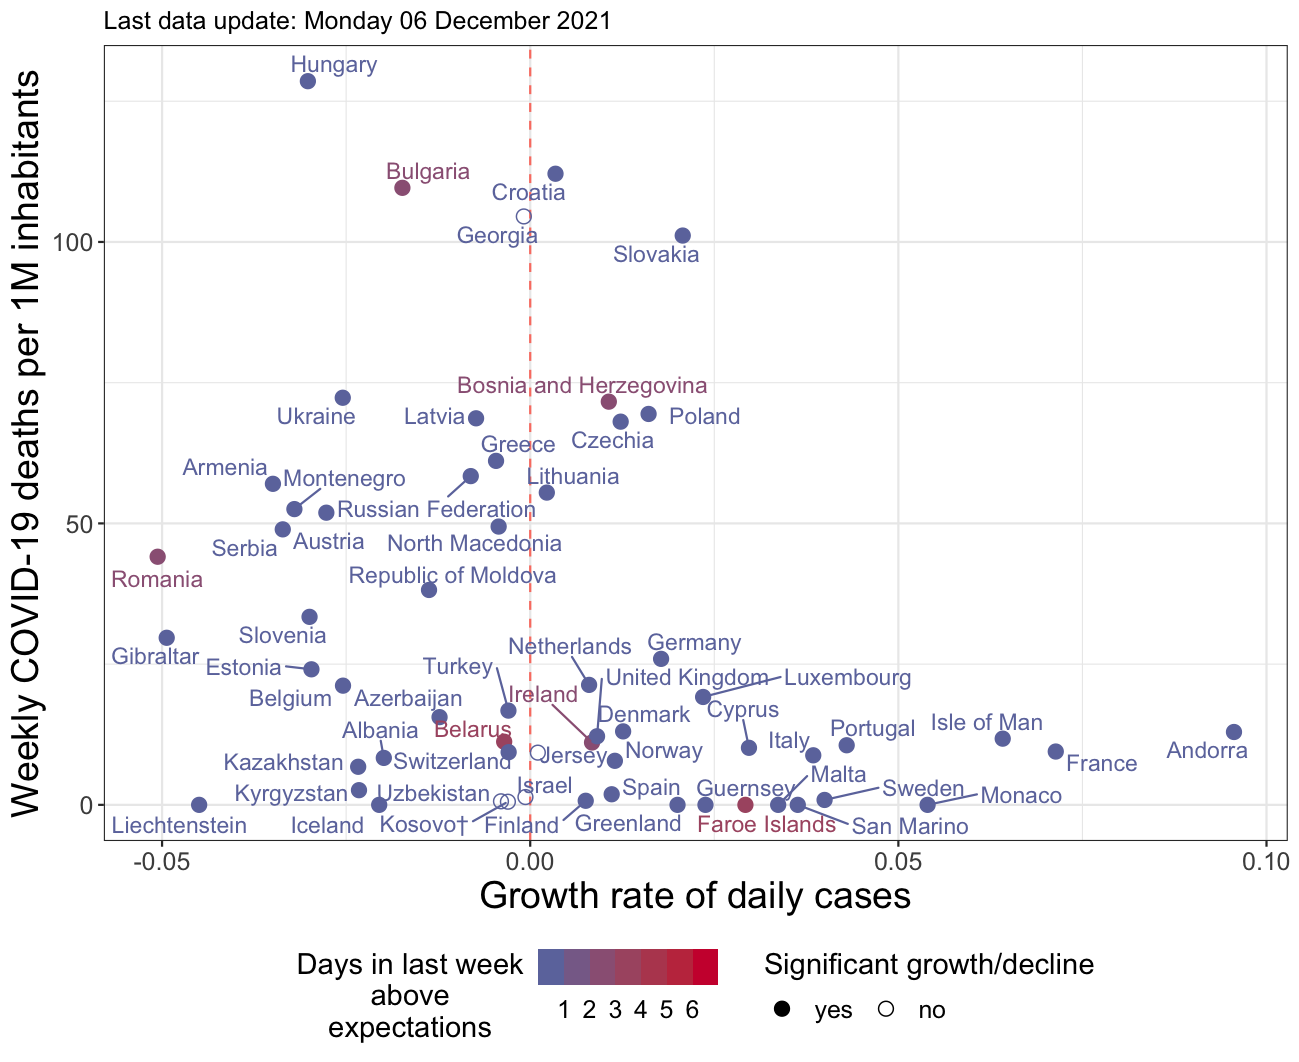 Last data update: Monday 06 December 2021
Weekly COVID-19 deaths per 1M inhabitants
100
50
0
Hungary
Bulgaria
Croatia
Georgia
Slovakia
Bosnia and Herzegovina
Ukraine
Latvia
Poland
Czechia
Greece
Armenia
Montenegro
Lithuania
Russian Federation
Serbia
Austria
North Macedonia
Romania
Republic of Moldova
Slovenia
Netherlands
Germany
Gibraltar
Estonia
Turkey
United Kingdom
Luxembourg
Belgium
Azerbaijan
Ireland
Denmark
Cyprus
Albania
Belarus
Portugal
Isle of Man
Italy
Andorra
Kazakhstan
Switzerland
Jersey
Norway
France
Malta
Kyrgyzstan
Uzbekistan
Israel
Spain
Guernsey
Sweden
Monaco
Liechtenstein
Iceland
Kosovo†
Finland
Greenland
Faroe Islands
San Marino
-0.05
0.00
0.05
0.10
Growth rate of daily cases
Days in last week
above
expectations
1 2 3 4 5 6
Significant growth/decline
yes
no